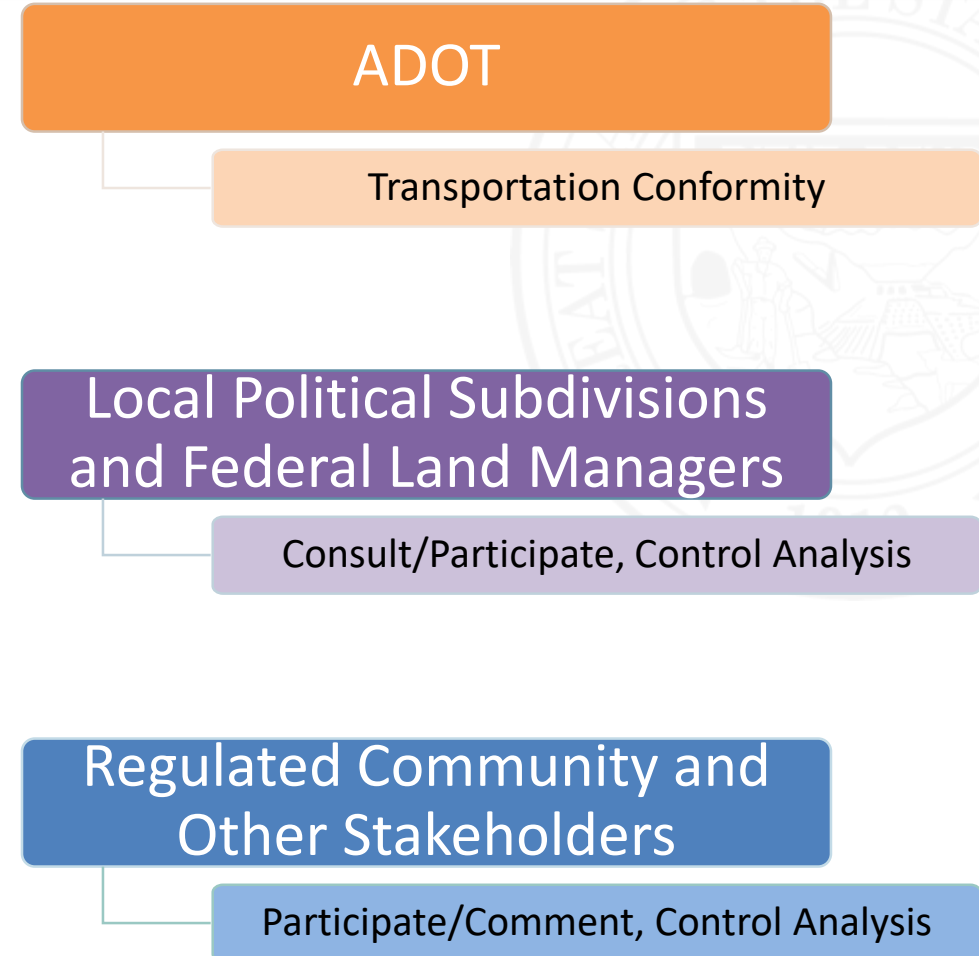 ADOT
Transportation Conformity
Local Political Subdivisions
and Federal Land Managers
Consult/Participate, Control Analysis
Regulated Community and
Other Stakeholders
Participate/Comment, Control Analysis